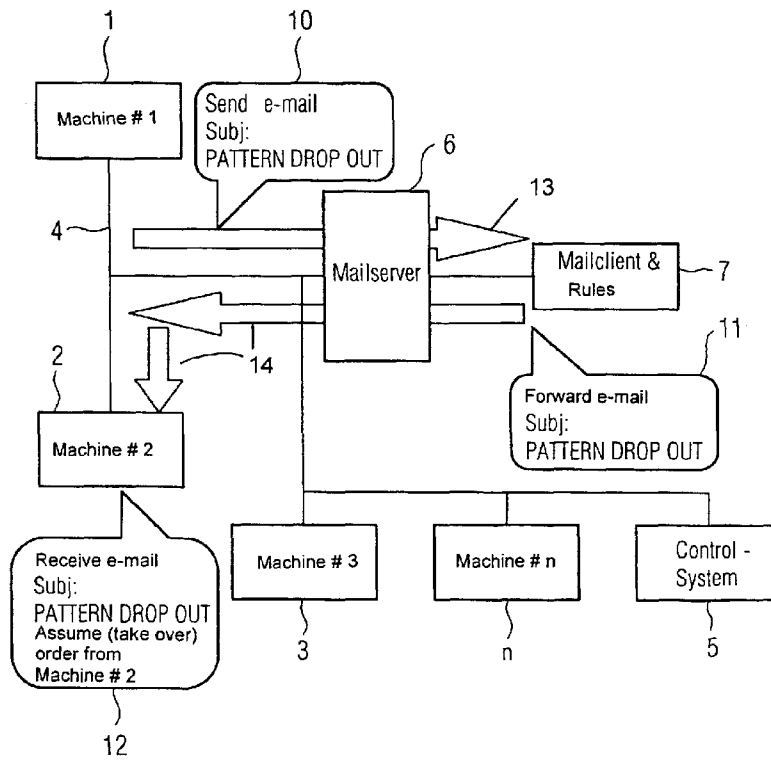 1
10
Machine # 1
Send e-mail
Subj:
PATTERN DROP OUT
6
13
4
Mailserver
Mailclient &
Rules
7
14
2
11
Machine # 2
Forward e-mail
Subj:
PATTERN DROP OUT
Receive e-mail
Subj:
PATTERN DROP OUT
Assume (take over)
order from
Machine # 2
12
Machine # 3
3
Machine # n
n
Control -
System
5